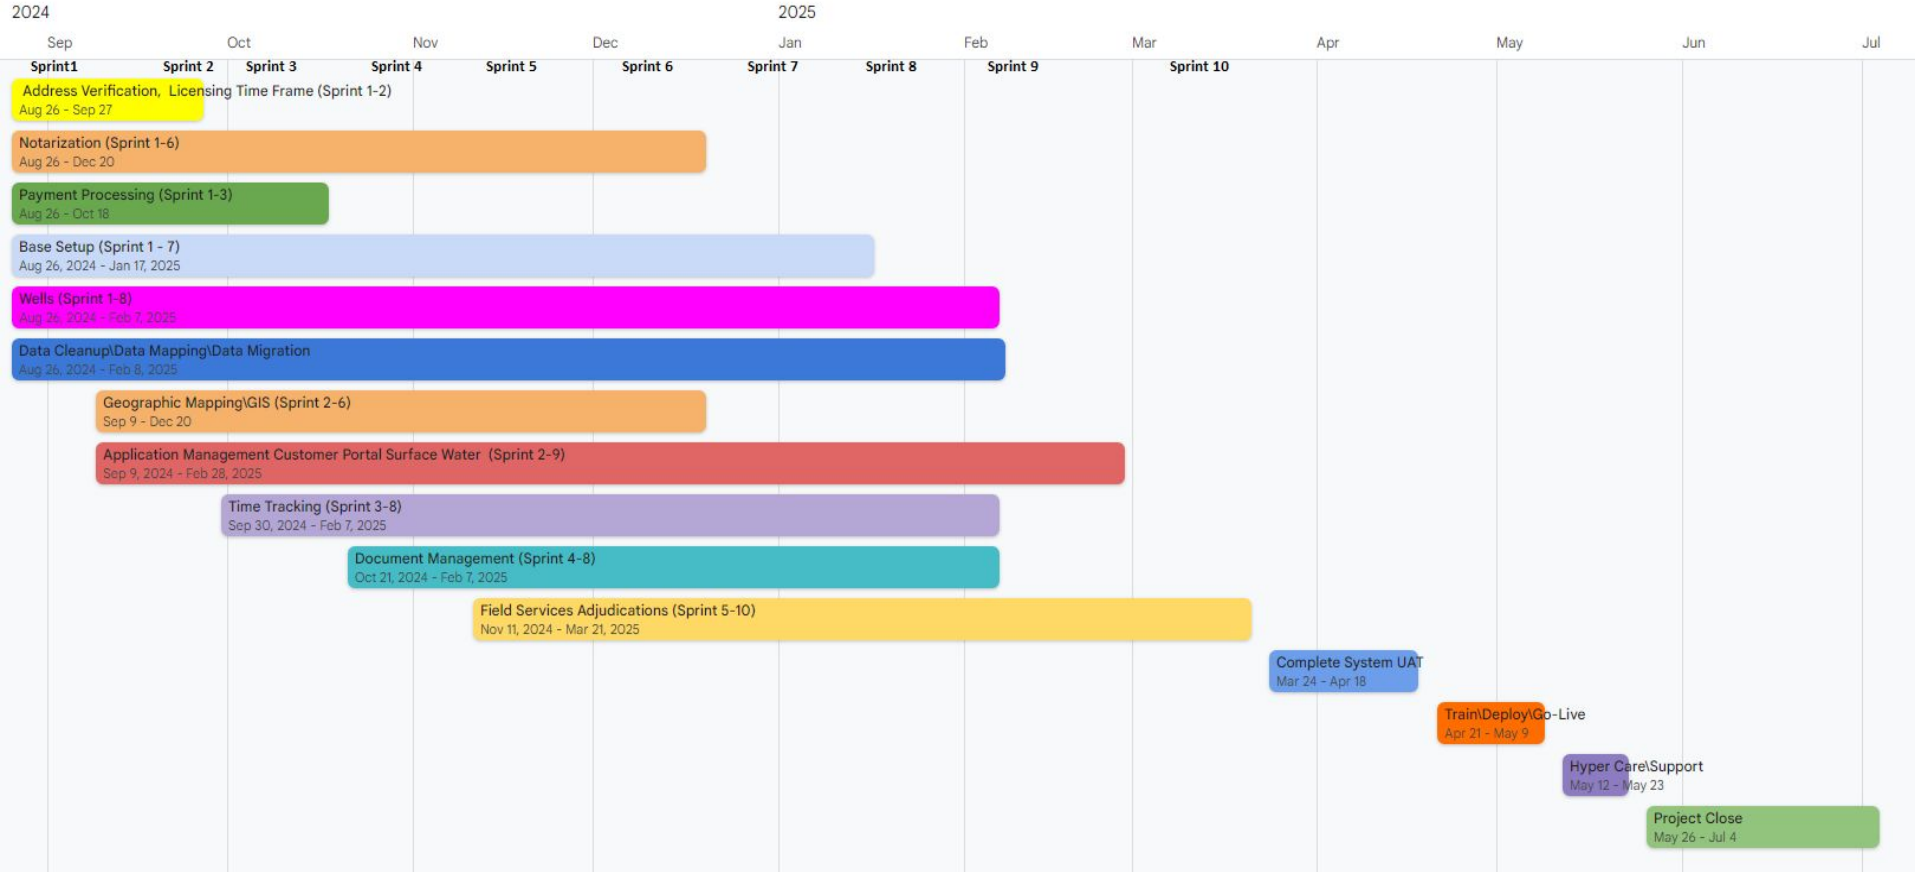 2024 2025
Sep Oct Nov Dec Jan Feb Mar Apr May Jun Jul
Sprint1 Sprint 2 Sprint 3 Sprint 4 Sprint 5 Sprint 6 Sprint 7 Sprint 8 Sprint 9 Sprint 10
Address Verification,  Licensing Time Frame (Sprint 1-2)
Aug 26 - Sep 27
Notarization (Sprint 1-6)
Aug 26 - Dec 20
Payment Processing (Sprint 1-3)
Aug 26 - Oct 18
Base Setup (Sprint 1 - 7)
Aug 26, 2024 - Jan 17, 2025
Wells (Sprint 1-8)
Aug 26, 2024 - Feb 7, 2025
Data Cleanup\Data Mapping\Data Migration
Aug 26, 2024 - Feb 8, 2025
Geographic Mapping\GIS (Sprint 2-6)
Sep 9 - Dec 20
Application Management Customer Portal Surface Water  (Sprint 2-9)
Sep 9, 2024 - Feb 28, 2025
Time Tracking (Sprint 3-8)
Sep 30, 2024 - Feb 7, 2025
Document Management (Sprint 4-8)
Oct 21, 2024 - Feb 7, 2025
Field Services Adjudications (Sprint 5-10)
Nov 11, 2024 - Mar 21, 2025
Complete System UAT
Mar 24 - Apr 18
Train\Deploy\Go-Live
Apr 21 - May 9
Hyper Care\Support
May 12 - May 23
Project Close
May 26 - Jul 4